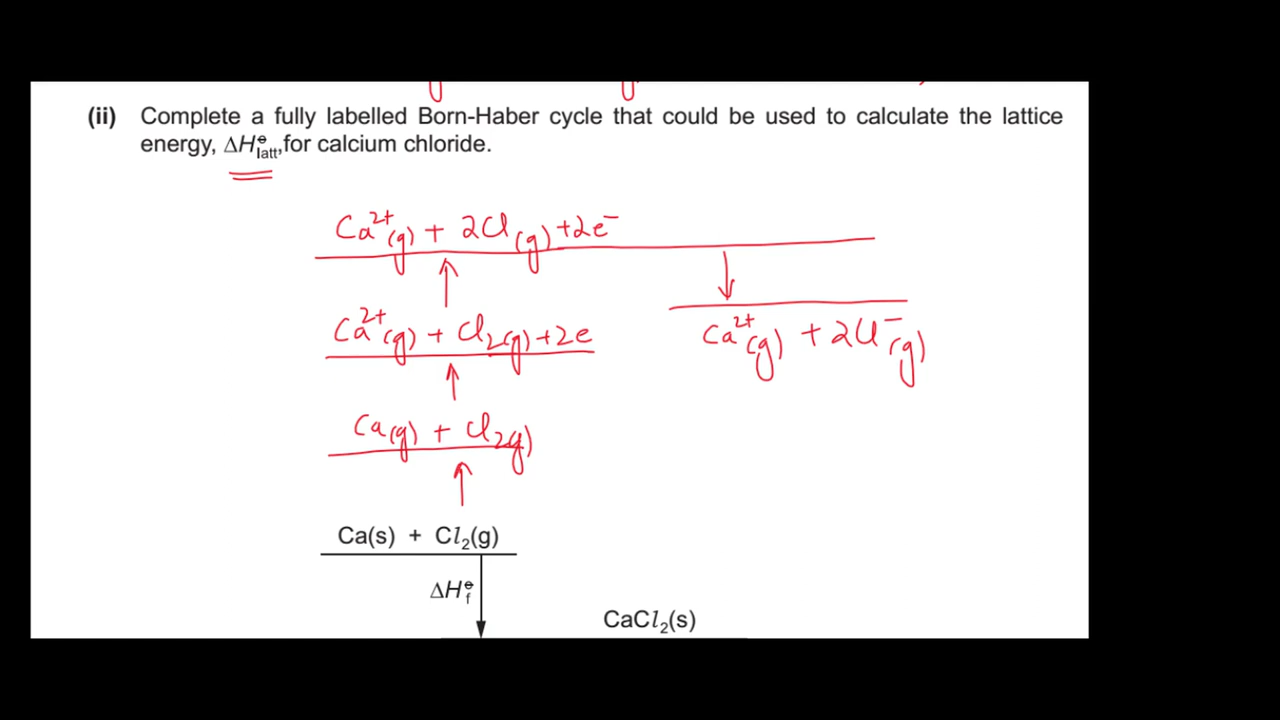 (ii) Complete a fully labelled Born-Haber cycle that could be used to calculate the lattice
energy, ΔH⦵latt, for calcium chloride.
Ca²⁺(g) + 2Cl(g) + 2e⁻
Ca²⁺(g) + Cl₂(g) + 2e
Ca²⁺(g) + 2Cl⁻(g)
Ca(g) + Cl₂g)
Ca(s) + Cl₂(g)
ΔH⦵f
CaCl₂(s)